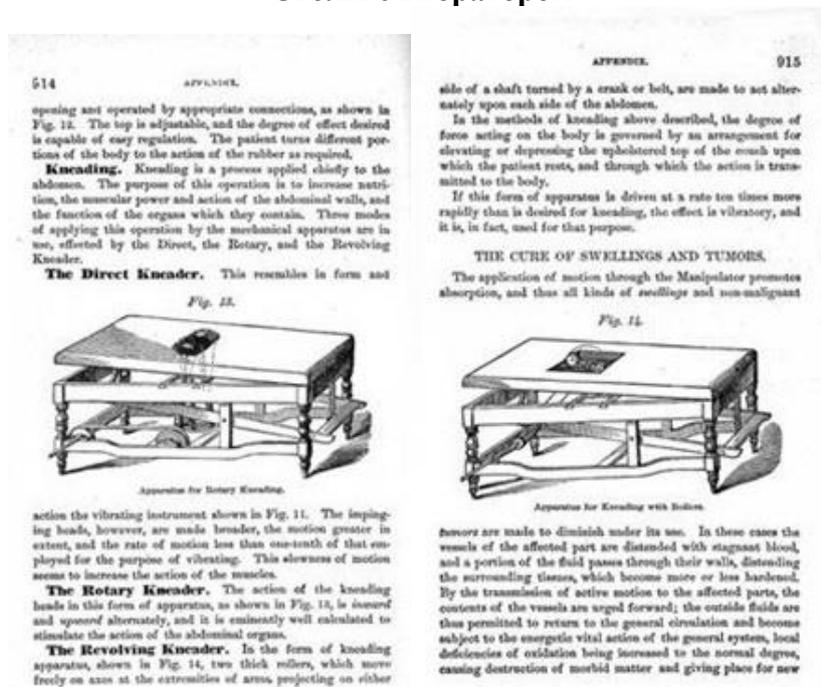 514
APPENDIX.
opening and operated by appropriate connections, as shown in
Fig. 12. The top is adjustable, and the degree of effect desired
is capable of easy regulation. The patient turns different por-
tions of the body to the action of the rubber as required.
Kneading. Kneading is a process applied chiefly to the
abdomen. The purpose of this operation is to increase nutri-
tion, the muscular power and action of the abdominal walls, and
the function of the organs which they contain. Three modes
of applying this operation by the mechanical apparatus are in
use, effected by the Direct, the Rotary, and the Revolving
Kneader.
The Direct Kneader. This resembles in form and
Fig. 13.
Apparatus for Rotary Kneading.
action the vibrating instrument shown in Fig. 11. The imping-
ing heads, however, are made broader, the motion greater in
extent, and the rate of motion less than one-tenth of that em-
ployed for the purpose of vibrating. This slowness of motion
seems to increase the action of the muscles.
The Rotary Kneader. The action of the kneading
heads in this form of apparatus, as shown in Fig. 13, is inward
and upward alternately, and it is eminently well calculated to
stimulate the action of the abdominal organs.
The Revolving Kneader. In the form of kneading
apparatus, shown in Fig. 14, two thick rollers, which move
freely on axes at the extremities of arms, projecting on either
APPENDIX.
915
side of a shaft turned by a crank or belt, are made to act alter-
nately upon each side of the abdomen.
In the methods of kneading above described, the degree of
force acting on the body is governed by an arrangement for
elevating or depressing the upholstered top of the couch upon
which the patient rests, and through which the action is trans-
mitted to the body.
If this form of apparatus is driven at a rate ten times more
rapidly than is desired for kneading, the effect is vibratory, and
it is, in fact, used for that purpose.
THE CURE OF SWELLINGS AND TUMORS.
The application of motion through the Manipulator promotes
absorption, and thus all kinds of swellings and non-malignant
Fig. 14.
Apparatus for Kneading with Rollers.
tumors are made to diminish under its use. In these cases the
vessels of the affected part are distended with stagnant blood,
and a portion of the fluid passes through their walls, distending
the surrounding tissues, which become more or less hardened.
By the transmission of active motion to the affected parts, the
contents of the vessels are urged forward; the outside fluids are
thus permitted to return to the general circulation and become
subject to the energetic vital action of the general system, local
deficiencies of oxidation being increased to the normal degree,
causing destruction of morbid matter and giving place for new